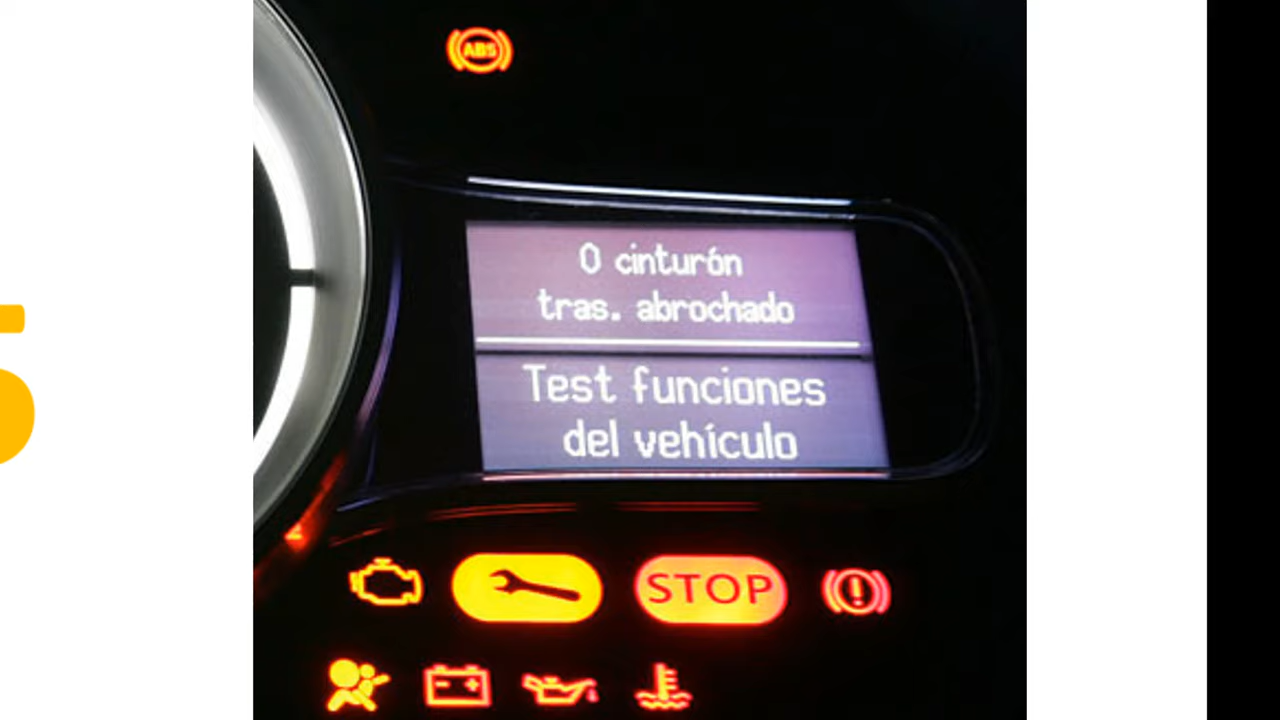 ABS
0 cinturón
tras. abrochado
Test funciones
del vehículo
STOP